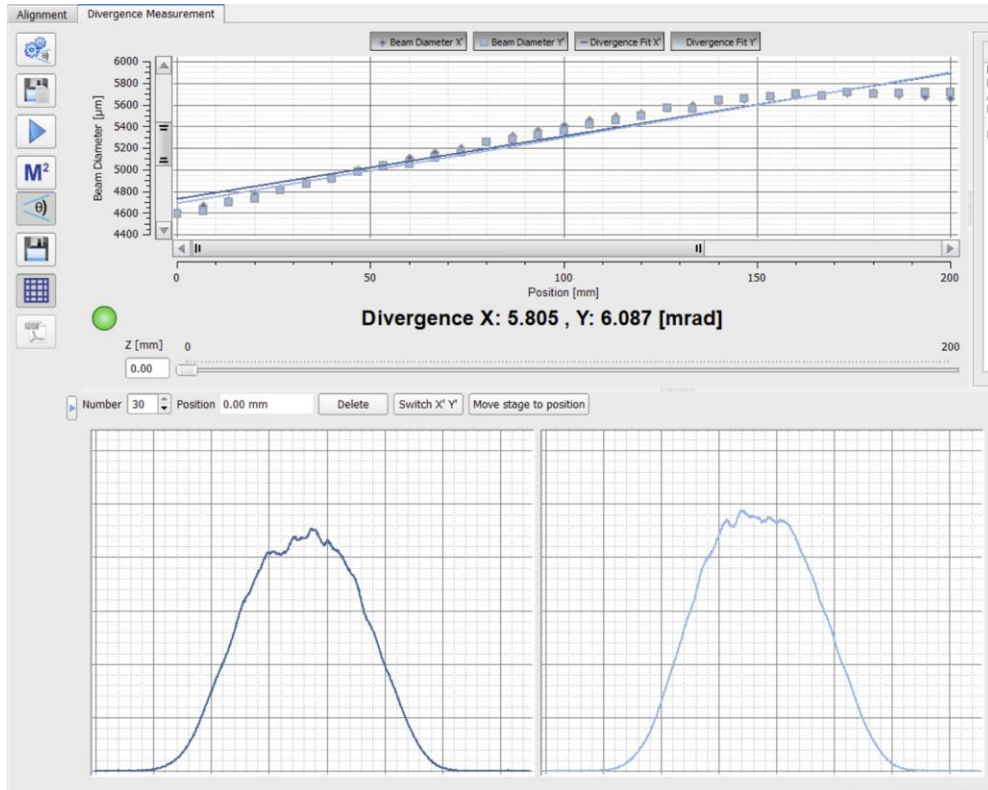 Alignment Divergence Measurement
Beam Diameter X' Beam Diameter Y' Divergence Fit X' Divergence Fit Y'
6000
5800
5600
5400
5200
5000
4800
4600
4400
Beam Diameter [µm]
0 50 100 150 200
Position [mm]
M²
θ)
Divergence X: 5.805 , Y: 6.087 [mrad]
Z [mm] 0 200
0.00
Number 30 Position 0.00 mm Delete Switch X' Y' Move stage to position